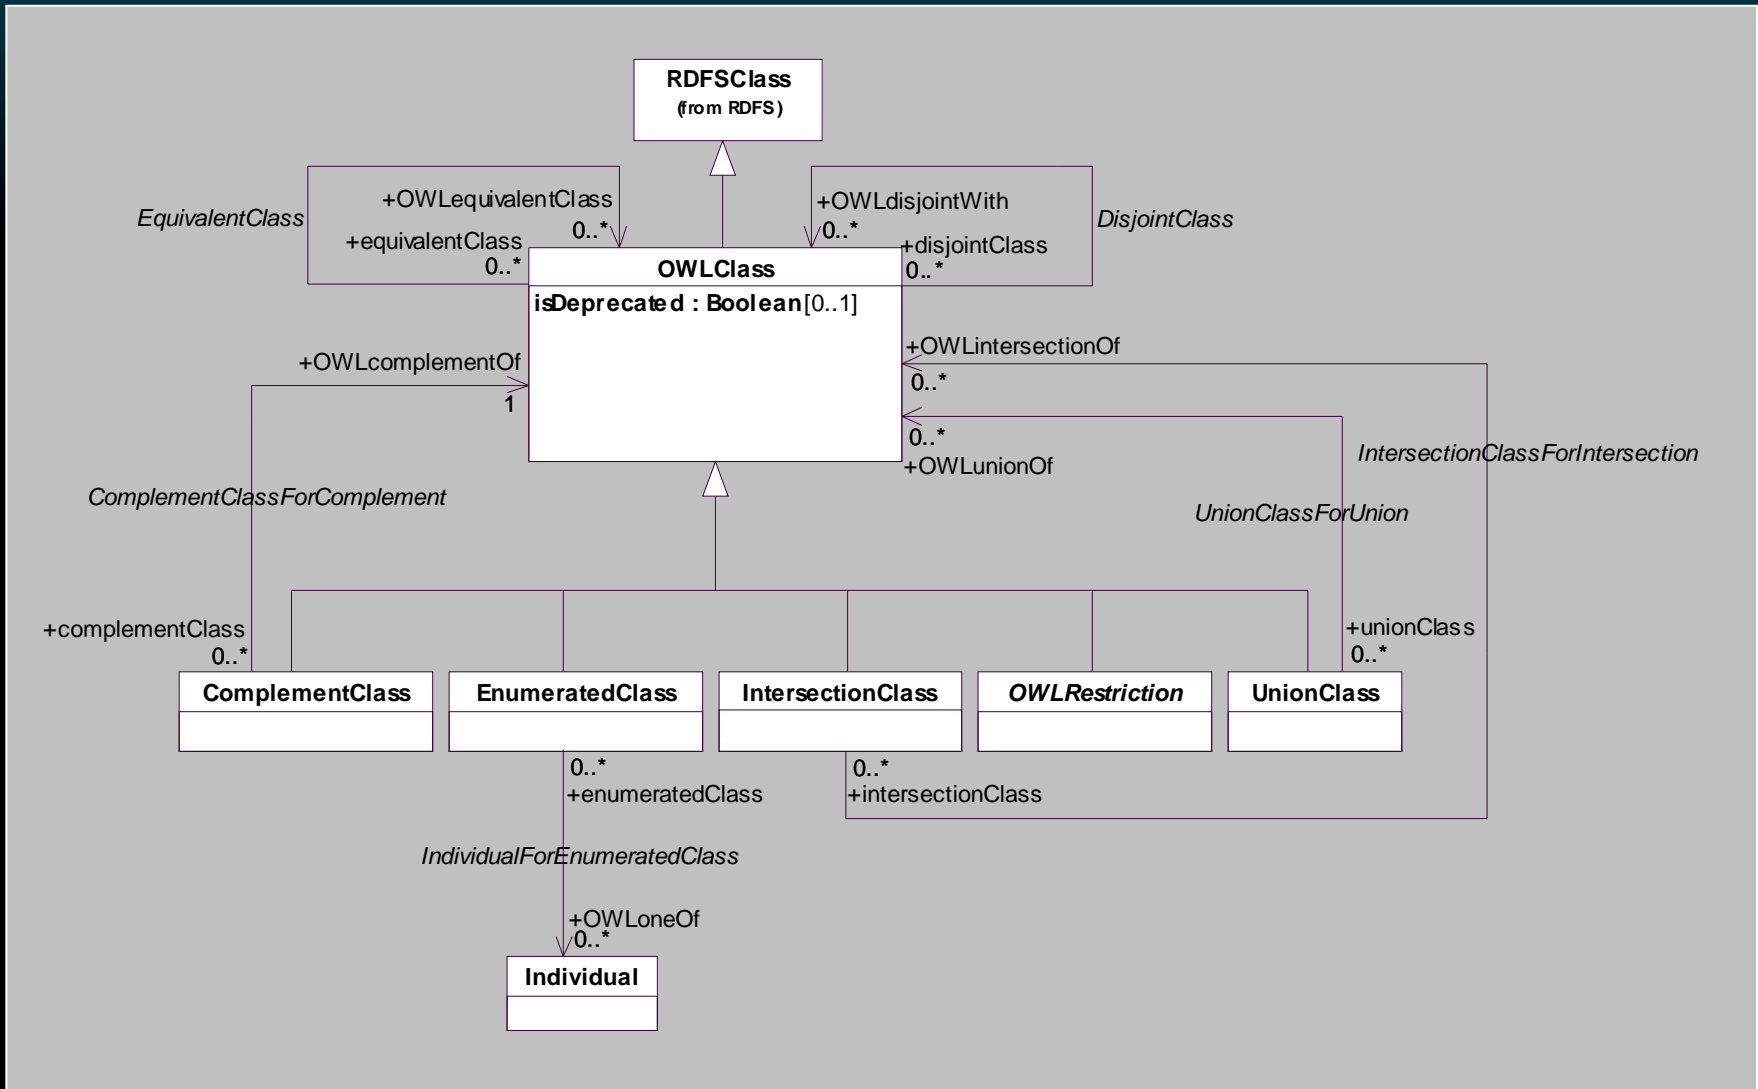 RDFSClass
(from RDFS)
+OWLequivalentClass
0..*
EquivalentClass
+equivalentClass
0..*
+OWLdisjointWith
0..*
DisjointClass
+disjointClass
0..*
OWLClass
isDeprecated : Boolean[0..1]
+OWLcomplementOf
1
+OWLintersectionOf
0..*
0..*
+OWLunionOf
IntersectionClassForIntersection
ComplementClassForComplement
UnionClassForUnion
+complementClass
0..*
+unionClass
0..*
ComplementClass
EnumeratedClass
IntersectionClass
OWLRestriction
UnionClass
0..*
+enumeratedClass
0..*
+intersectionClass
IndividualForEnumeratedClass
+OWLoneOf
0..*
Individual